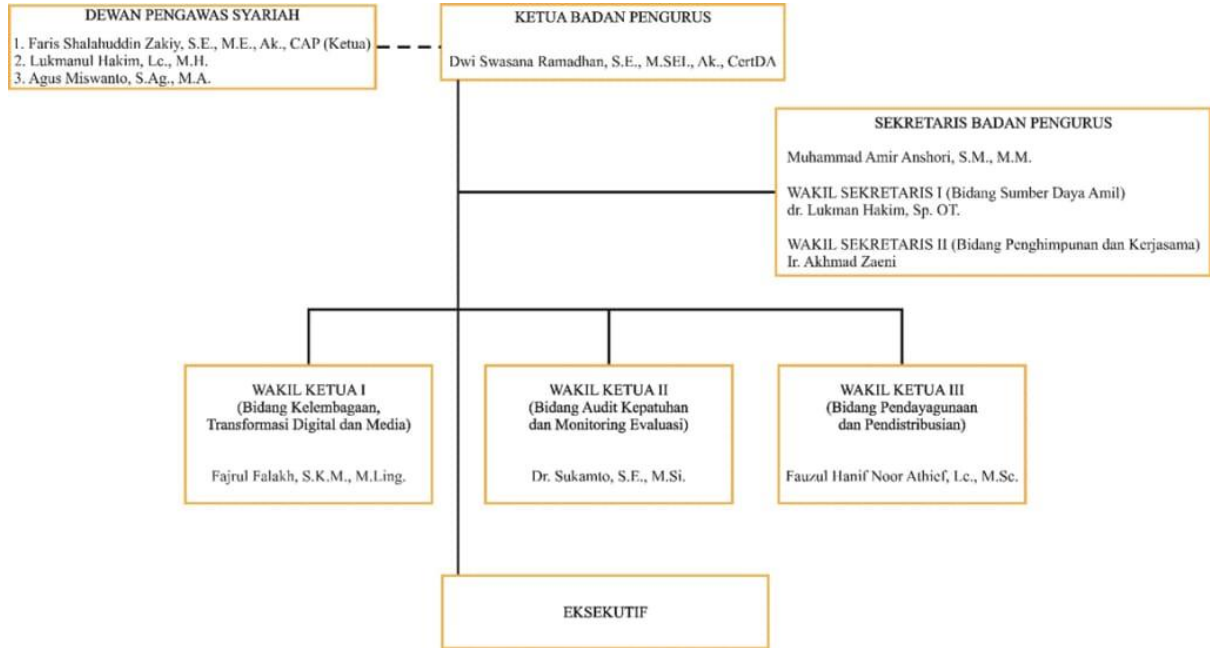 DEWAN PENGAWAS SYARIAH
1. Faris Shalahuddin Zakiy, S.E., M.E., Ak., CAP (Ketua)
2. Lukmanul Hakim, Lc., M.H.
3. Agus Miswanto, S.Ag., M.A.
KETUA BADAN PENGURUS
Dwi Swasana Ramadhan, S.E., M.SEI., Ak., CertDA
SEKRETARIS BADAN PENGURUS
Muhammad Amir Anshori, S.M., M.M.
WAKIL SEKRETARIS I (Bidang Sumber Daya Amil)
dr. Lukman Hakim, Sp. OT.
WAKIL SEKRETARIS II (Bidang Penghimpunan dan Kerjasama)
Ir. Akhmad Zaeni
WAKIL KETUA I
(Bidang Kelembagaan,
Transformasi Digital dan Media)
Fajrul Falakh, S.K.M., M.Ling.
WAKIL KETUA II
(Bidang Audit Kepatuhan
dan Monitoring Evaluasi)
Dr. Sukamto, S.E., M.Si.
WAKIL KETUA III
(Bidang Pendayagunaan
dan Pendistribusian)
Fauzul Hanif Noor Athief, Lc., M.Sc.
EKSEKUTIF